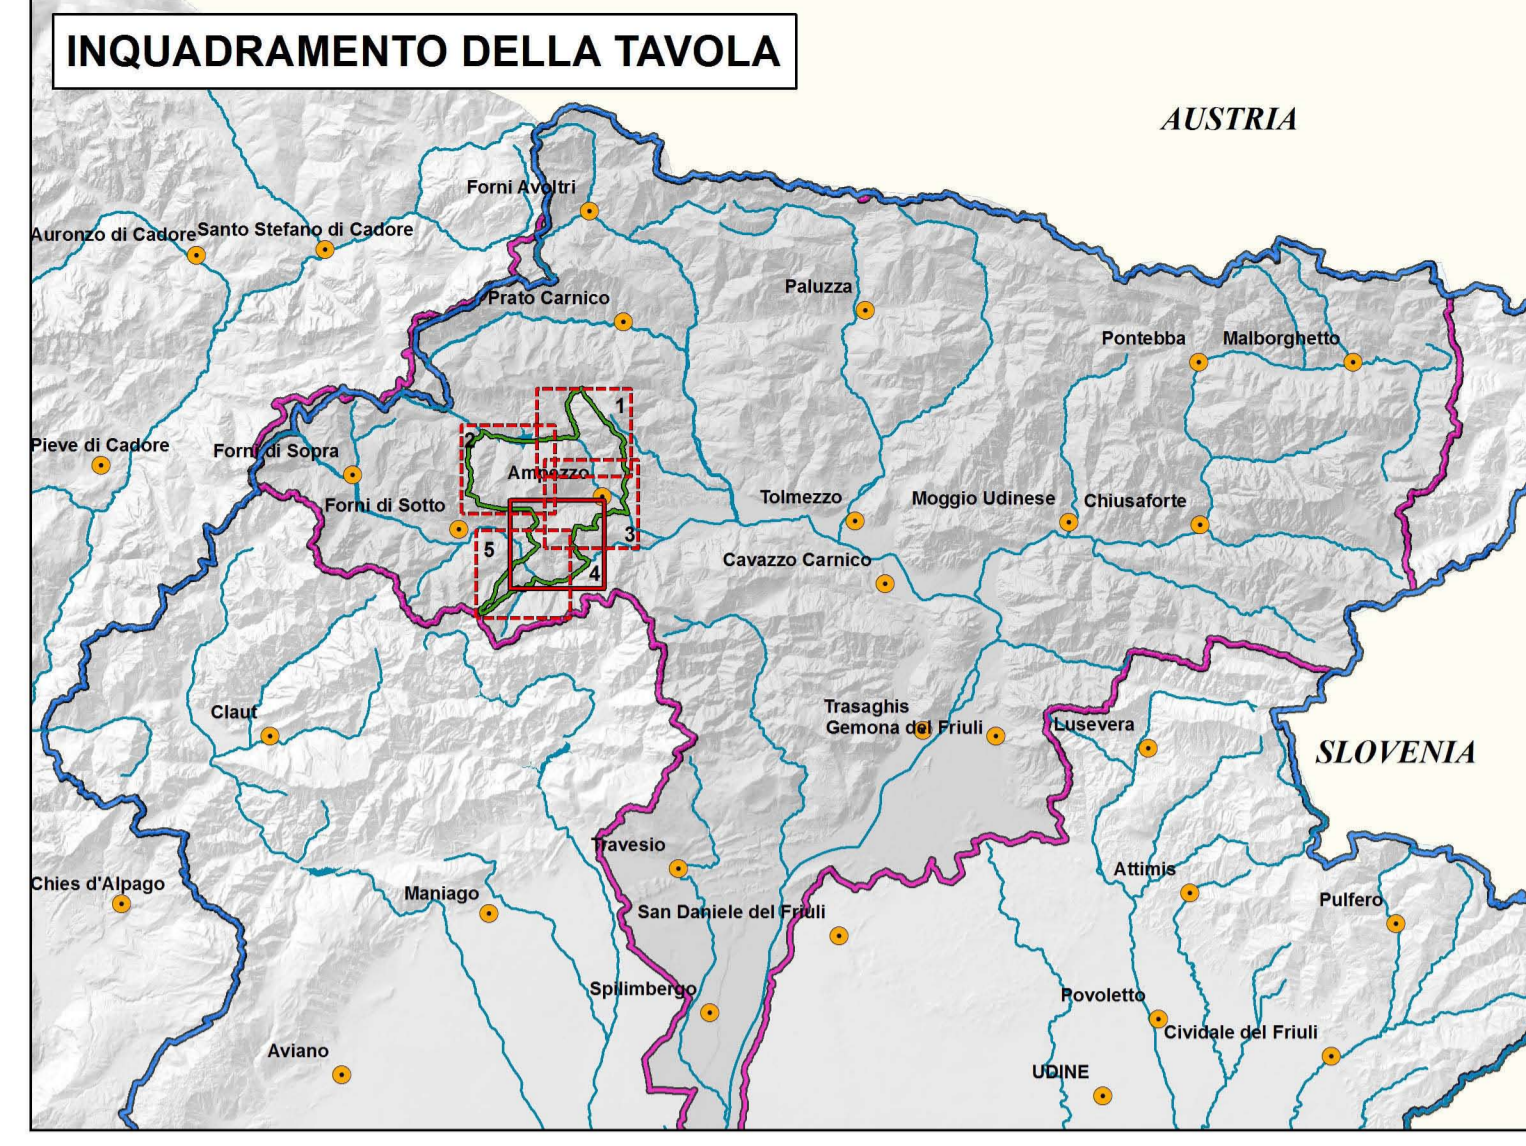 INQUADRAMENTO DELLA TAVOLA
AUSTRIA
Forni Avoltri
Auronzo di Cadore
Santo Stefano di Cadore
Prato Carnico
Paluzza
Pontebba
Malborghetto
1
2
Pieve di Cadore
Forni di Sopra
Ampezzo
Forni di Sotto
Tolmezzo
Moggio Udinese
Chiusaforte
3
5
4
Cavazzo Carnico
Claut
Trasaghis
Gemona del Friuli
Lusevera
SLOVENIA
Travesio
Attimis
Chies d'Alpago
Maniago
Pulfero
San Daniele del Friuli
Spilimbergo
Povoletto
Cividale del Friuli
Aviano
UDINE